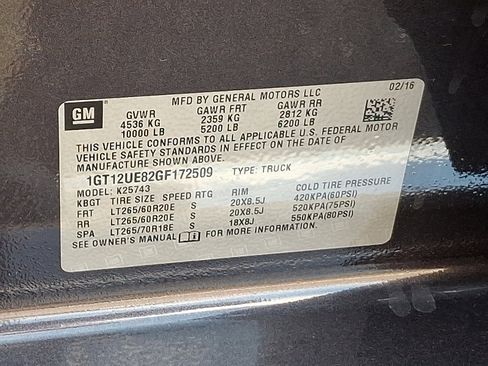 GM
MFD BY GENERAL MOTORS LLC 02/16
GVWR GAWR FRT GAWR RR
4536 KG 2359 KG 2812 KG
10000 LB 5200 LB 6200 LB
THIS VEHICLE CONFORMS TO ALL APPLICABLE U.S. FEDERAL MOTOR
VEHICLE SAFETY STANDARDS IN EFFECT ON THE DATE OF
MANUFACTURE SHOWN ABOVE.
1GT12UE82GF172509 TYPE: TRUCK
MODEL: K25743
KBGT TIRE SIZE SPEED RTG RIM COLD TIRE PRESSURE
FRT LT265/60R20E S 20X8.5J 420KPA(60PSI)
RR LT265/60R20E S 20X8.5J 520KPA(75PSI)
SPA LT265/70R18E S 18X8J 550KPA(80PSI)
SEE OWNER'S MANUAL FOR MORE INFORMATION.